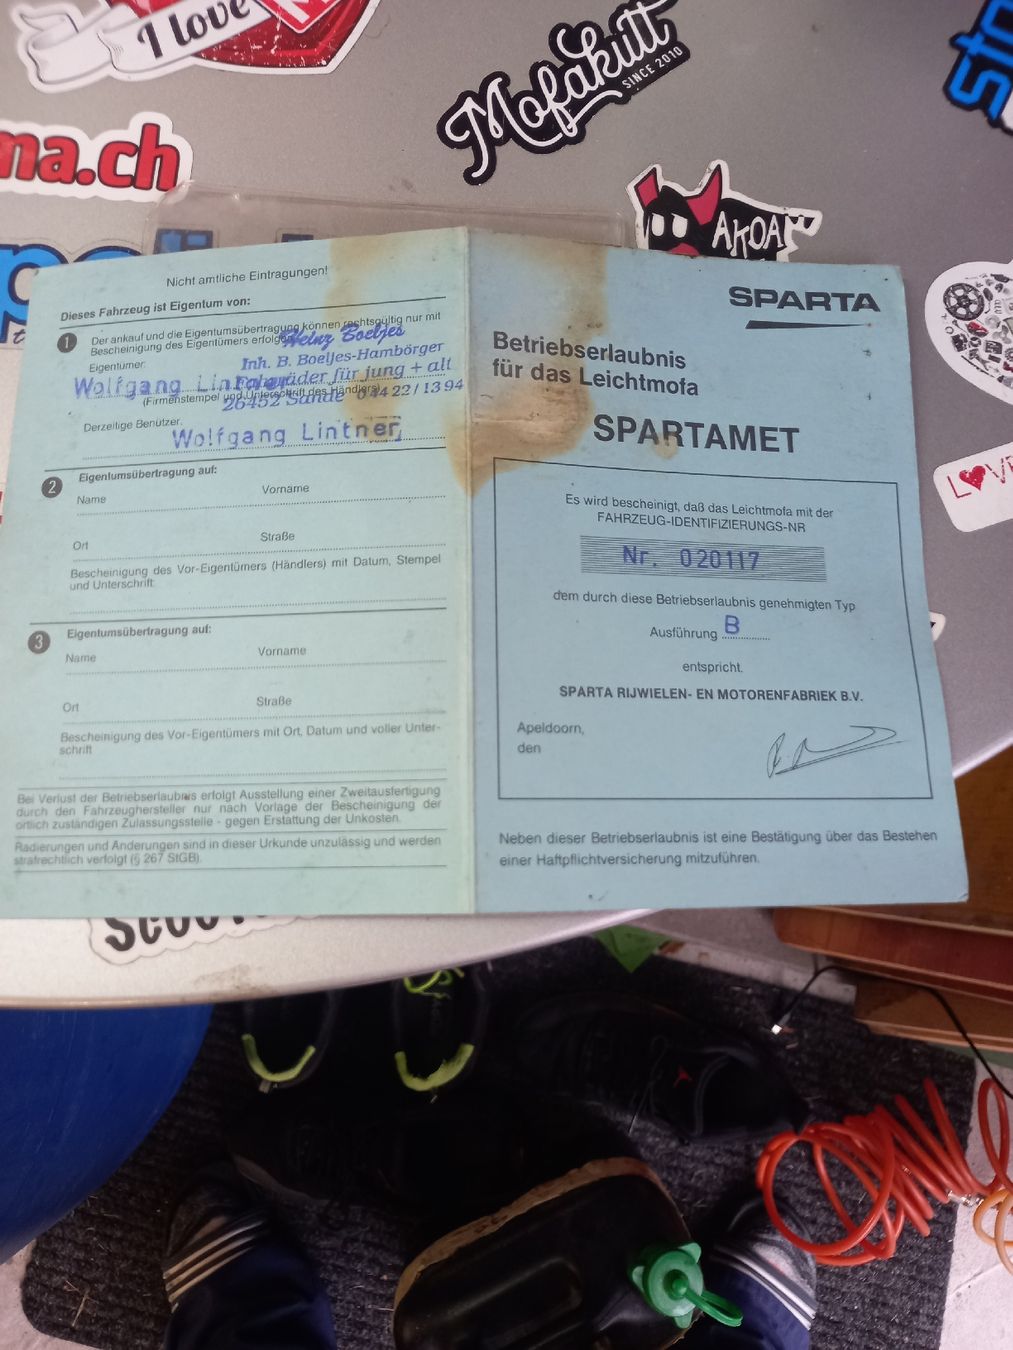 I love
Mofakult
SINCE 2010
ma.ch
AKOA
Nicht amtliche Eintragungen!
Dieses Fahrzeug ist Eigentum von:
1 Der ankauf und die Eigentumsübertragung können rechtsgültig nur mit
Bescheinigung des Eigentümers erfolgen
Heinz Boeltjes
Eigentümer:
Inh. B. Boeltjes-Hambörger
Wolfgang Lintner
Fahrräder für jung + alt
(Firmenstempel und Unterschrift des Händlers)
26452 Sande 04422/1394
Derzeitige Benützer:
Wolfgang Lintner
2 Eigentumsübertragung auf:
Name Vorname
Ort Straße
Bescheinigung des Vor-Eigentümers (Händlers) mit Datum, Stempel
und Unterschrift
3 Eigentumsübertragung auf:
Name Vorname
Ort Straße
Bescheinigung des Vor-Eigentümers mit Ort, Datum und voller Unter-
schrift
Bei Verlust der Betriebserlaubnis erfolgt Ausstellung einer Zweitausfertigung
durch den Fahrzeughersteller nur nach Vorlage der Bescheinigung der
örtlich zuständigen Zulassungsstelle - gegen Erstattung der Unkosten.
Radierungen und Änderungen sind in dieser Urkunde unzulässig und werden
strafrechtlich verfolgt (§ 267 StGB).
SPARTA
Betriebserlaubnis
für das Leichtmofa
SPARTAMET
Es wird bescheinigt, daß das Leichtmofa mit der
FAHRZEUG-IDENTIFIZIERUNGS-NR
Nr. 020117
dem durch diese Betriebserlaubnis genehmigten Typ
Ausführung B
entspricht.
SPARTA RIJWIELEN- EN MOTORENFABRIEK B.V.
Apeldoorn,
den
Neben dieser Betriebserlaubnis ist eine Bestätigung über das Bestehen
einer Haftpflichtversicherung mitzuführen.